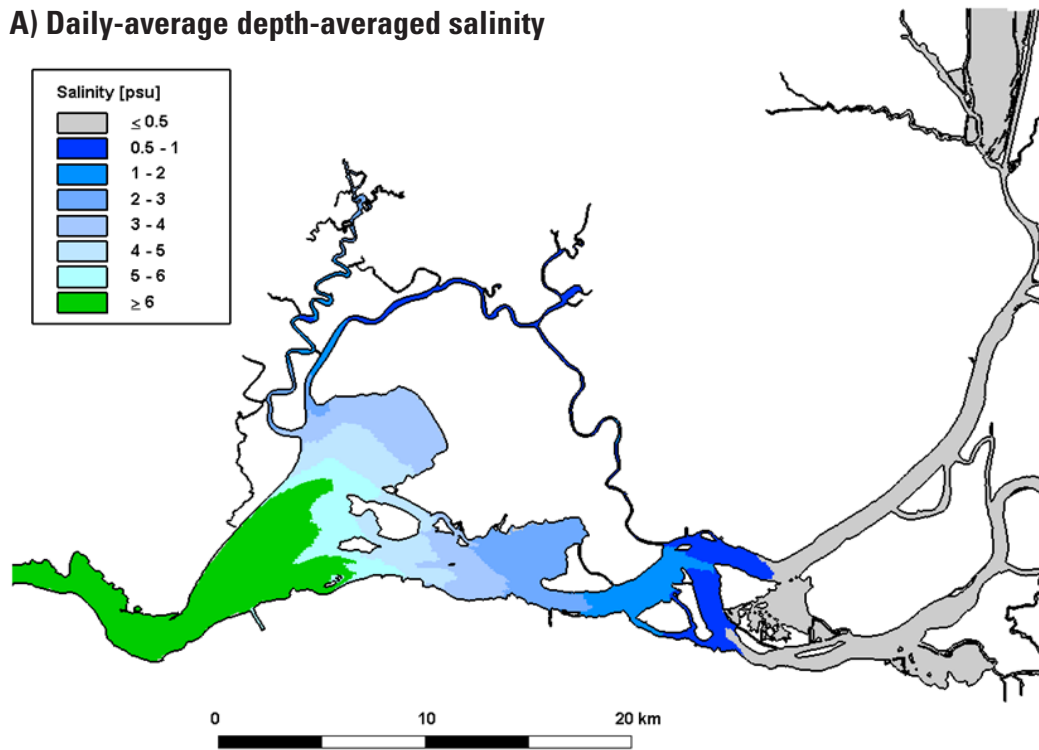 A) Daily-average depth-averaged salinity
Salinity [psu]
≤ 0.5
0.5 - 1
1 - 2
2 - 3
3 - 4
4 - 5
5 - 6
≥ 6
0 10 20 km